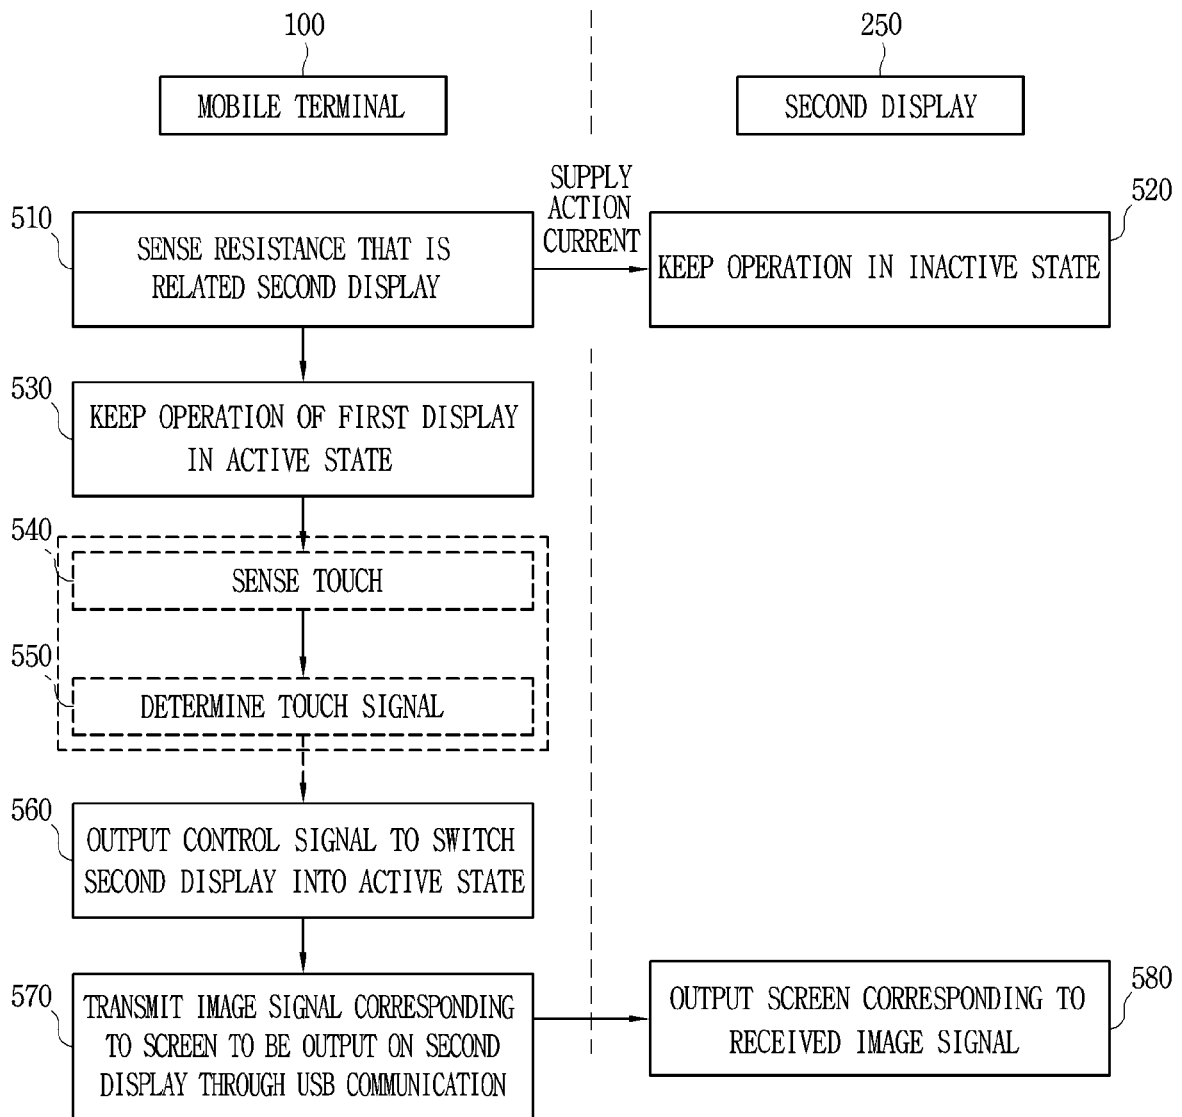 100
250
MOBILE TERMINAL
SECOND DISPLAY
SUPPLY
ACTION
CURRENT
510
SENSE RESISTANCE THAT IS
RELATED SECOND DISPLAY
520
KEEP OPERATION IN INACTIVE STATE
530
KEEP OPERATION OF FIRST DISPLAY
IN ACTIVE STATE
540
SENSE TOUCH
550
DETERMINE TOUCH SIGNAL
560
OUTPUT CONTROL SIGNAL TO SWITCH
SECOND DISPLAY INTO ACTIVE STATE
570
TRANSMIT IMAGE SIGNAL CORRESPONDING
TO SCREEN TO BE OUTPUT ON SECOND
DISPLAY THROUGH USB COMMUNICATION
580
OUTPUT SCREEN CORRESPONDING TO
RECEIVED IMAGE SIGNAL